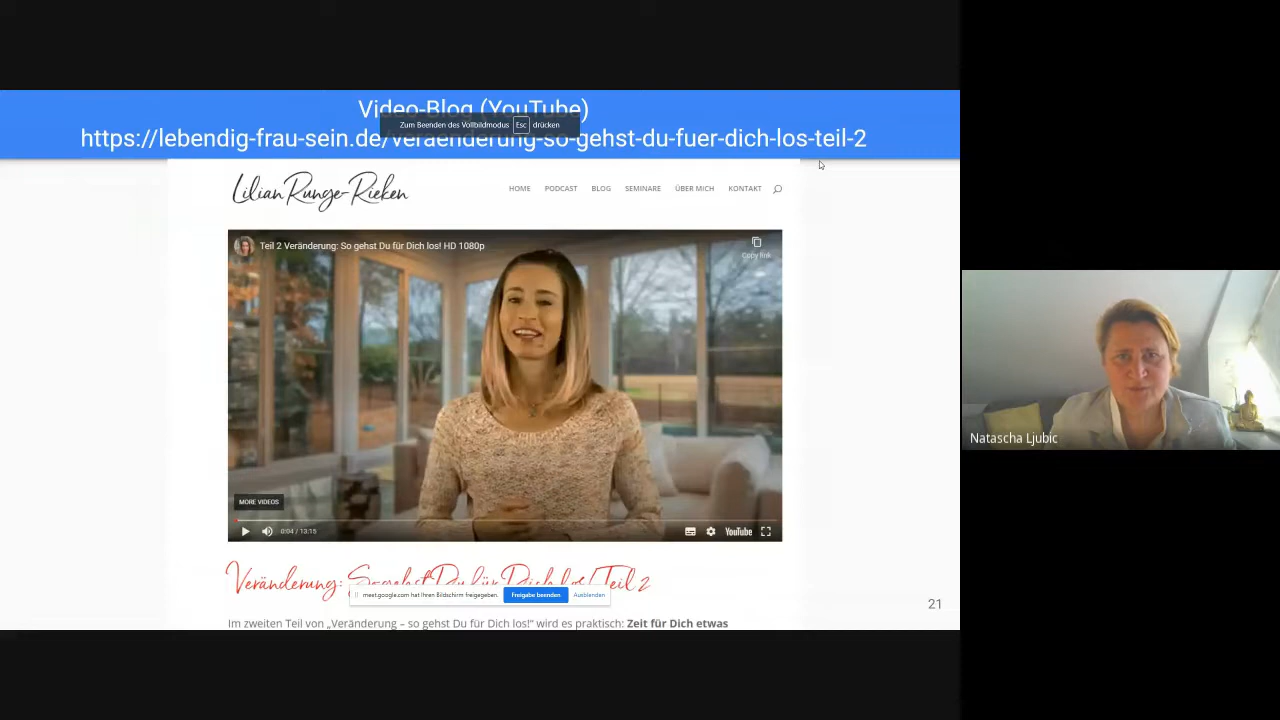 Video-Blog (YouTube)
Zum Beenden des Vollbildmodus Esc drücken
https://lebendig-frau-sein.de/veraenderung-so-gehst-du-fuer-dich-los-teil-2
Lilian Runge-Rieken
HOME PODCAST BLOG SEMINARE ÜBER MICH KONTAKT
Teil 2 Veränderung: So gehst Du für Dich los! HD 1080p
Copy link
MORE VIDEOS
0:04 / 13:15
YouTube
Veränderung: So gehst Du für Dich los! Teil 2
meet.google.com hat Ihren Bildschirm freigegeben. Freigabe beenden Ausblenden
21
Im zweiten Teil von „Veränderung – so gehst Du für Dich los!“ wird es praktisch: Zeit für Dich etwas
Natascha Ljubic